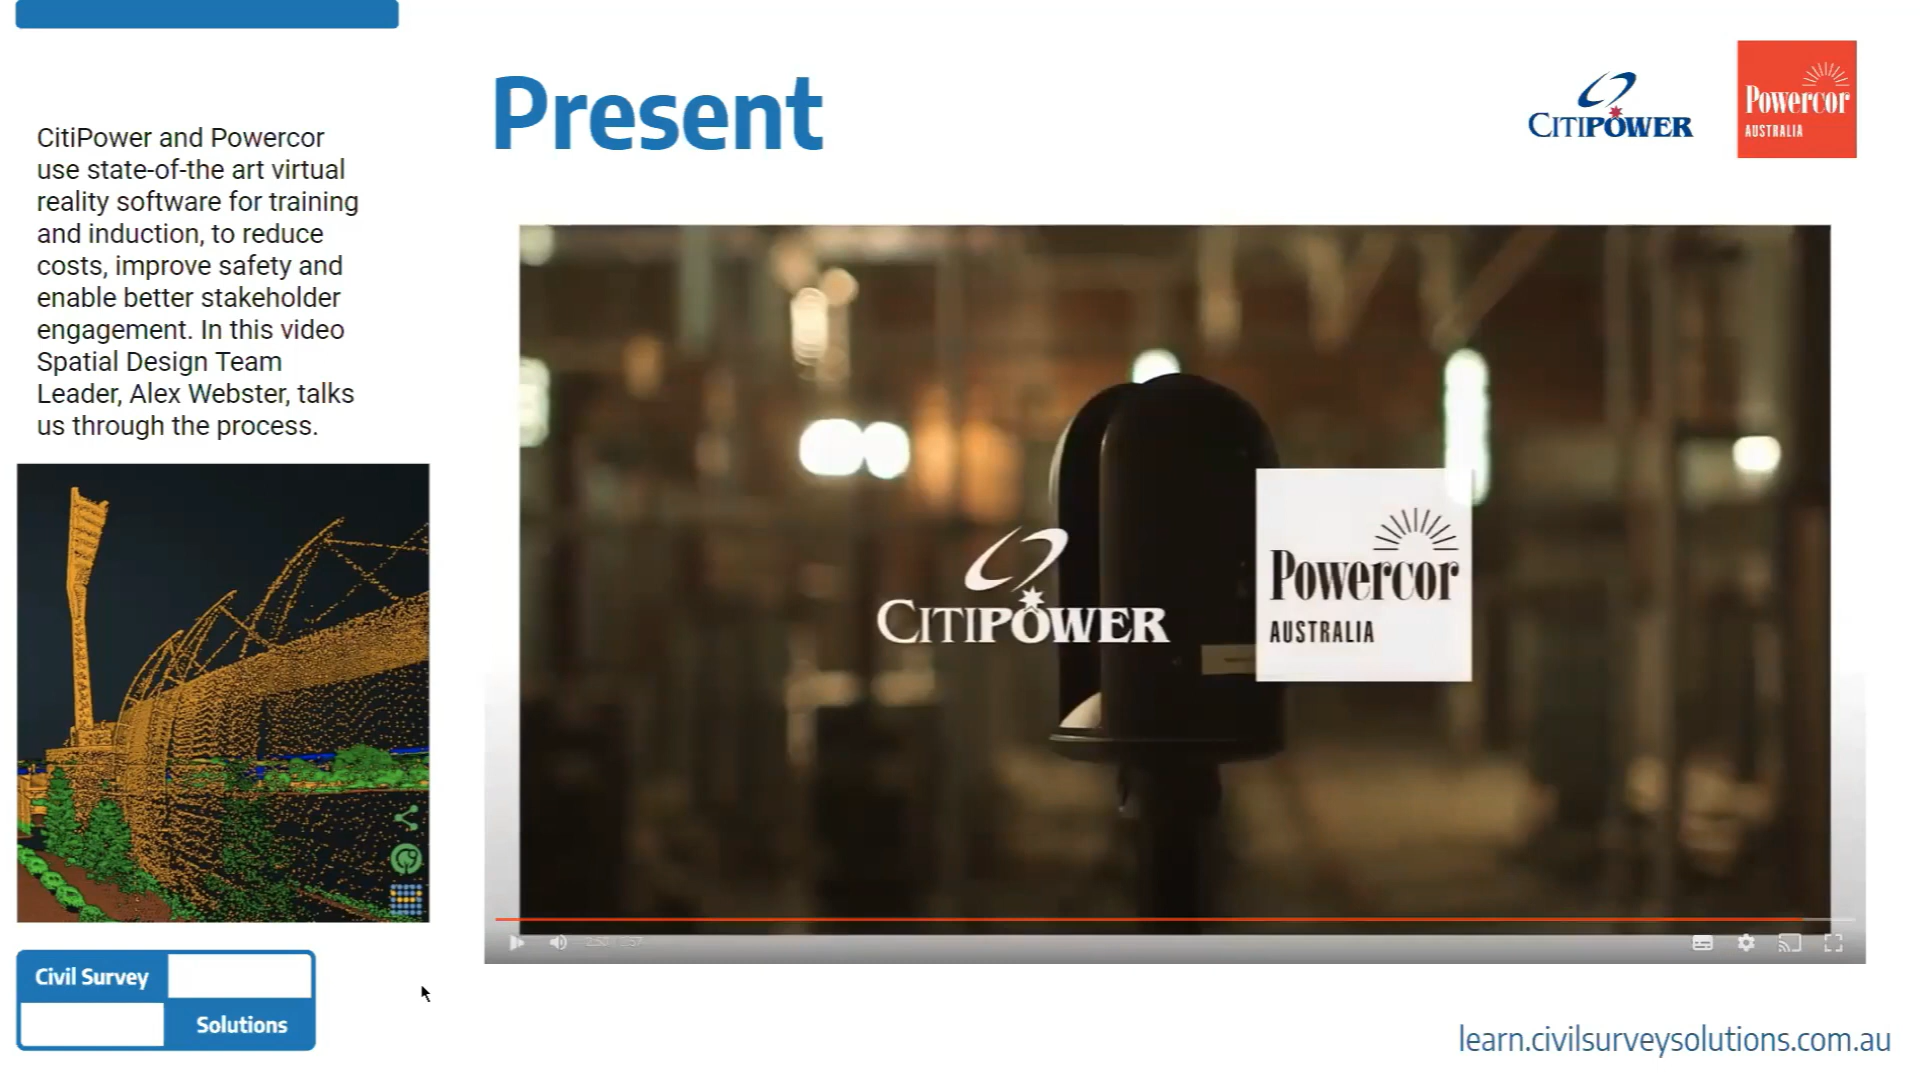 Present
CITIPOWER
Powercor
AUSTRALIA
CitiPower and Powercor
use state-of-the art virtual
reality software for training
and induction, to reduce
costs, improve safety and
enable better stakeholder
engagement. In this video
Spatial Design Team
Leader, Alex Webster, talks
us through the process.
CITIPOWER
Powercor
AUSTRALIA
Civil Survey
Solutions
learn.civilsurveysolutions.com.au